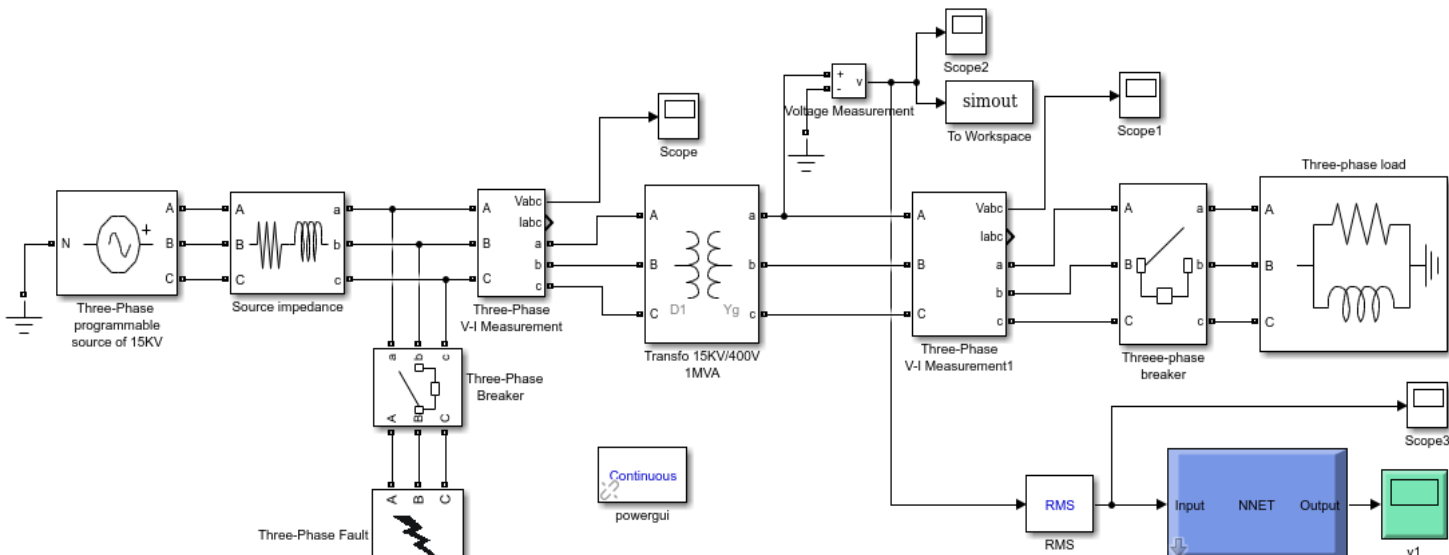 Scope2
+
-
v
Voltage Measurement
simout
To Workspace
Scope1
Scope
Three-phase load
N
+
A
B
C
Three-Phase
programmable
source of 15KV
A
B
C
a
b
c
Source impedance
A
B
C
Vabc
Iabc
a
b
c
Three-Phase
V-I Measurement
A
B
C
D1
Yg
a
b
c
Transfo 15KV/400V
1MVA
A
B
C
Vabc
Iabc
a
b
c
Three-Phase
V-I Measurement1
A
B
C
a
b
c
Threee-phase
breaker
A
B
C
a
b
c
A
B
C
Three-Phase
Breaker
A
B
C
Three-Phase Fault
Continuous
powergui
RMS
RMS
Scope3
Input
NNET
Output
y1